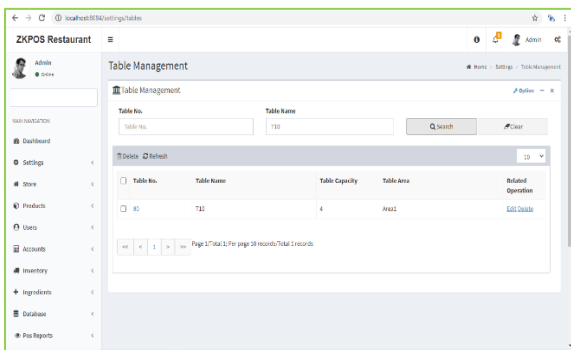 localhost:8084/settings/tables
ZKPOS Restaurant
Admin
Admin
Online
Table Management
Home > Settings > Table Management
Table Management
Option
Table No.
Table Name
Table No.
T10
Search
Clear
MAIN NAVIGATION
Dashboard
Settings
Store
Products
Users
Accounts
Inventory
Ingredients
Database
Pos Reports
Delete Refresh
10
Table No. Table Name Table Capacity Table Area Related Operation
T10 4 Area1 Edit Delete
<< < 1 > >> Page 1/Total 1; Per page 10 records/Total 1 records